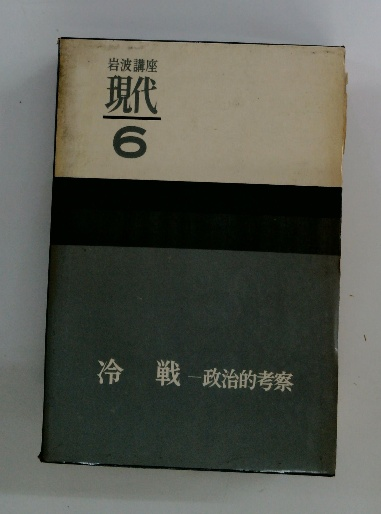 岩波講座
現代
6
冷 戦 —政治的考察